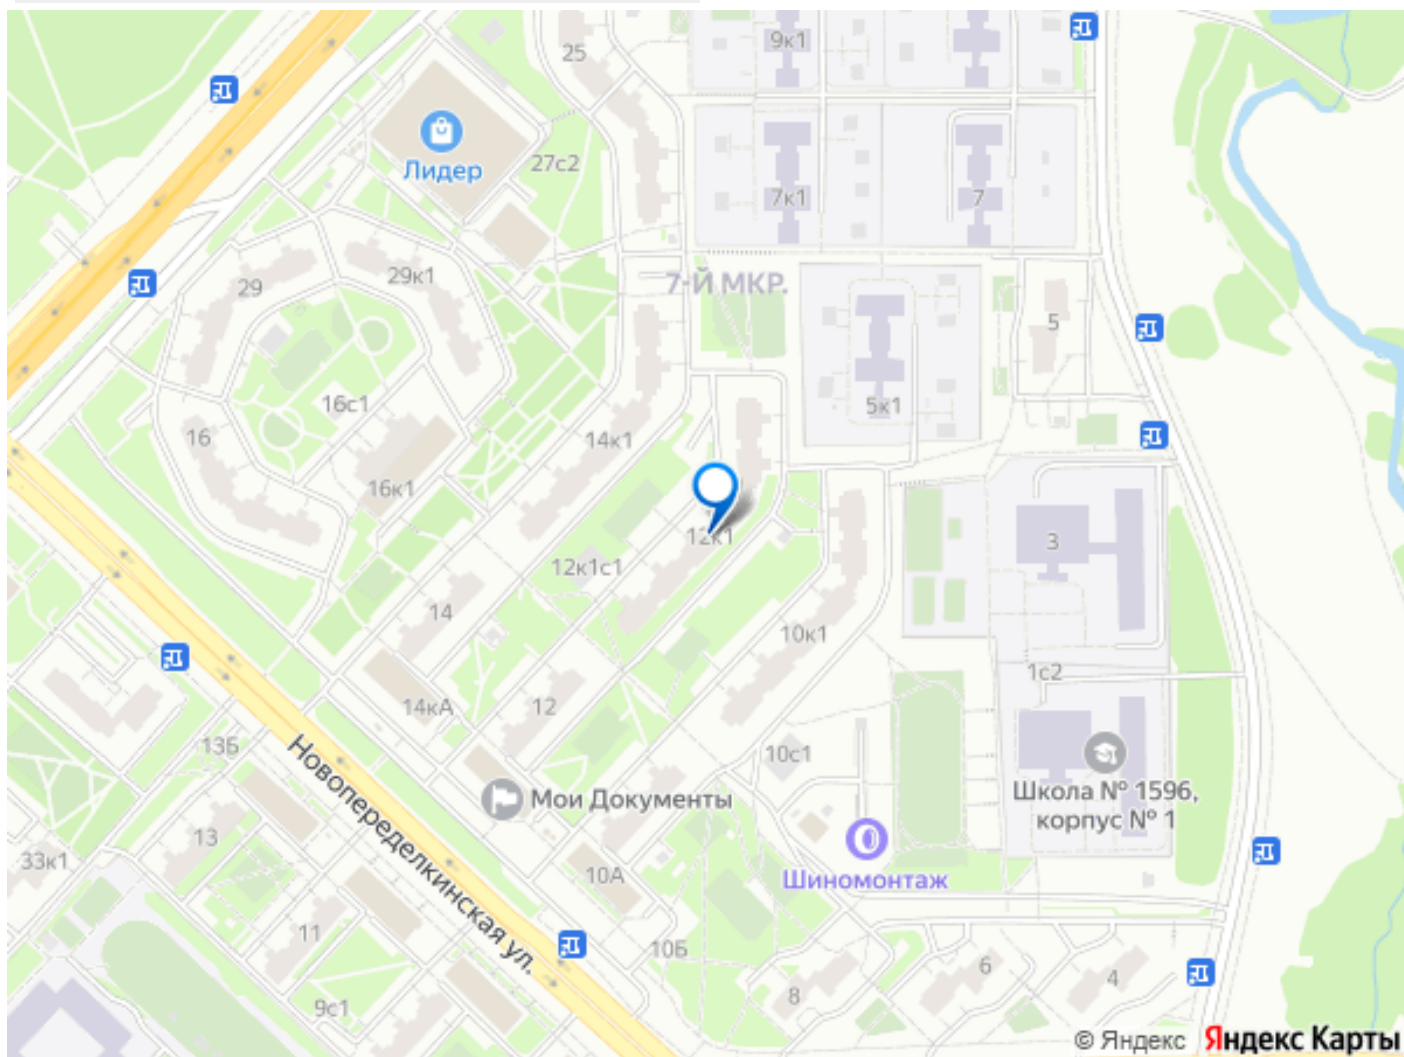 25
9к1
Лидер
27с2
7к1
7
29
29к1
7-Й МКР.
5
16с1
5к1
16
14к1
16к1
12к1
3
12к1с1
14
10к1
1с2
14кА
12
13Б
10с1
Новопеределкинская ул.
Мои Документы
Школа № 1596,
корпус № 1
13
33к1
10А
Шиномонтаж
11
10Б
6
4
8
9с1
© Яндекс Яндекс Карты